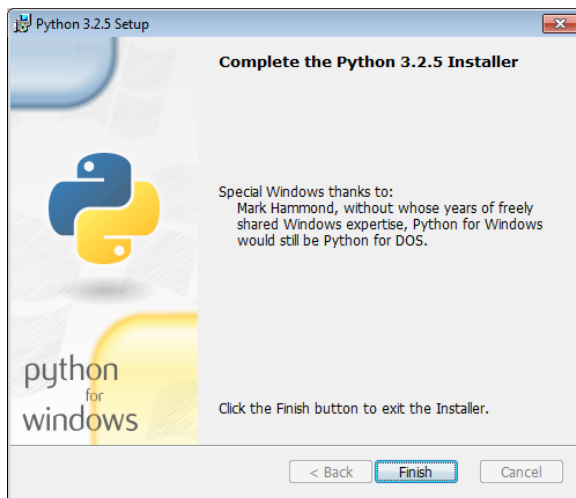 Python 3.2.5 Setup
Complete the Python 3.2.5 Installer
Special Windows thanks to:
Mark Hammond, without whose years of freely
shared Windows expertise, Python for Windows
would still be Python for DOS.
python
for
windows
Click the Finish button to exit the Installer.
< Back
Finish
Cancel